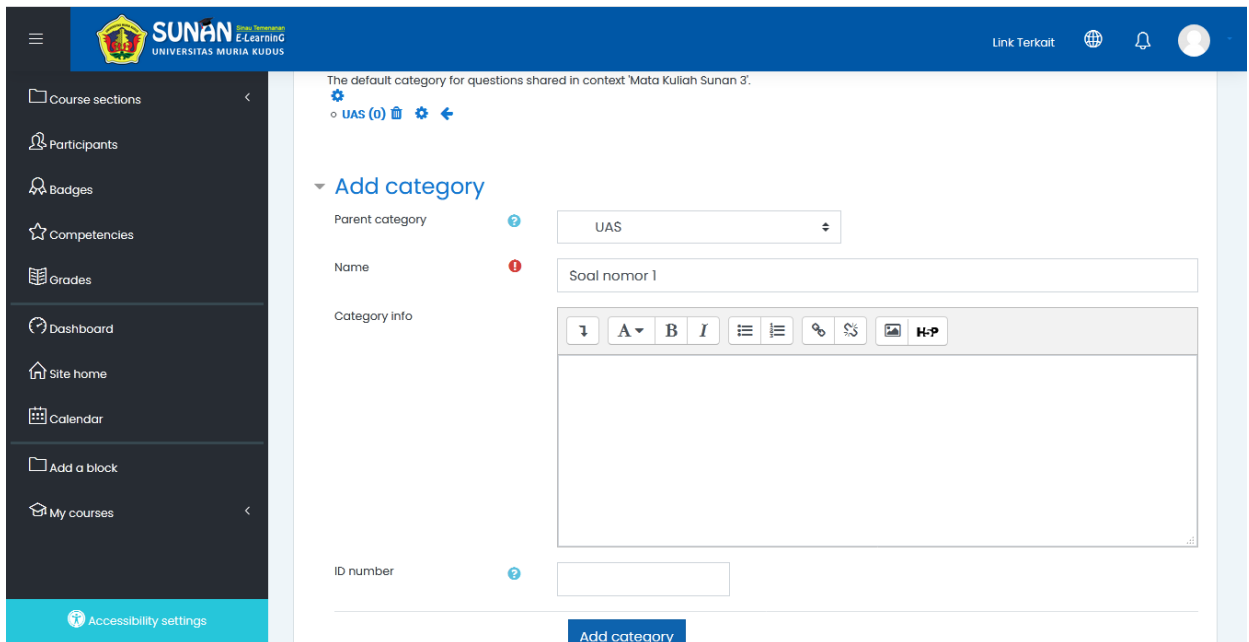 SUNAN Sinau Temenanan E-LearninG
UNIVERSITAS MURIA KUDUS
Link Terkait
Course sections
Participants
Badges
Competencies
Grades
Dashboard
Site home
Calendar
Add a block
My courses
Accessibility settings
The default category for questions shared in context 'Mata Kuliah Sunan 3'.
UAS (0)
Add category
Parent category
UAS
Name
Soal nomor 1
Category info
A B I H-P
ID number
Add category